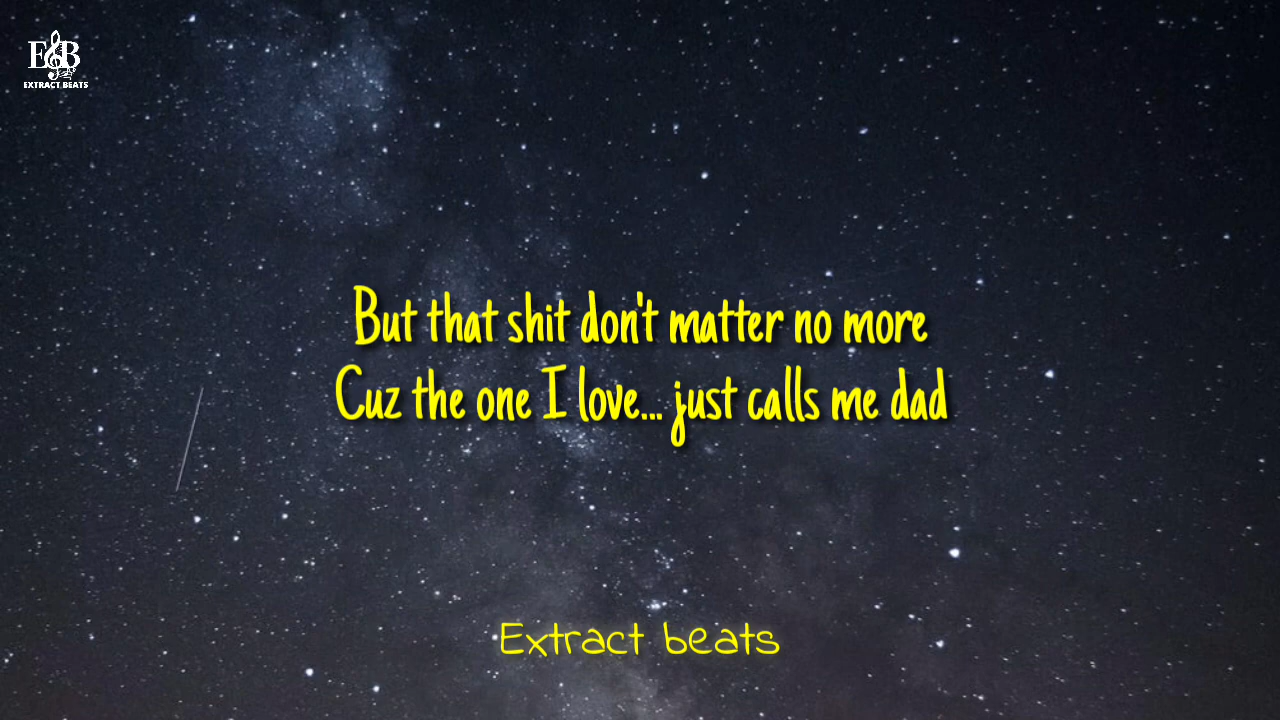 E B
EXTRACT BEATS
But that shit don't matter no more
Cuz the one I love... just calls me dad
Extract beats